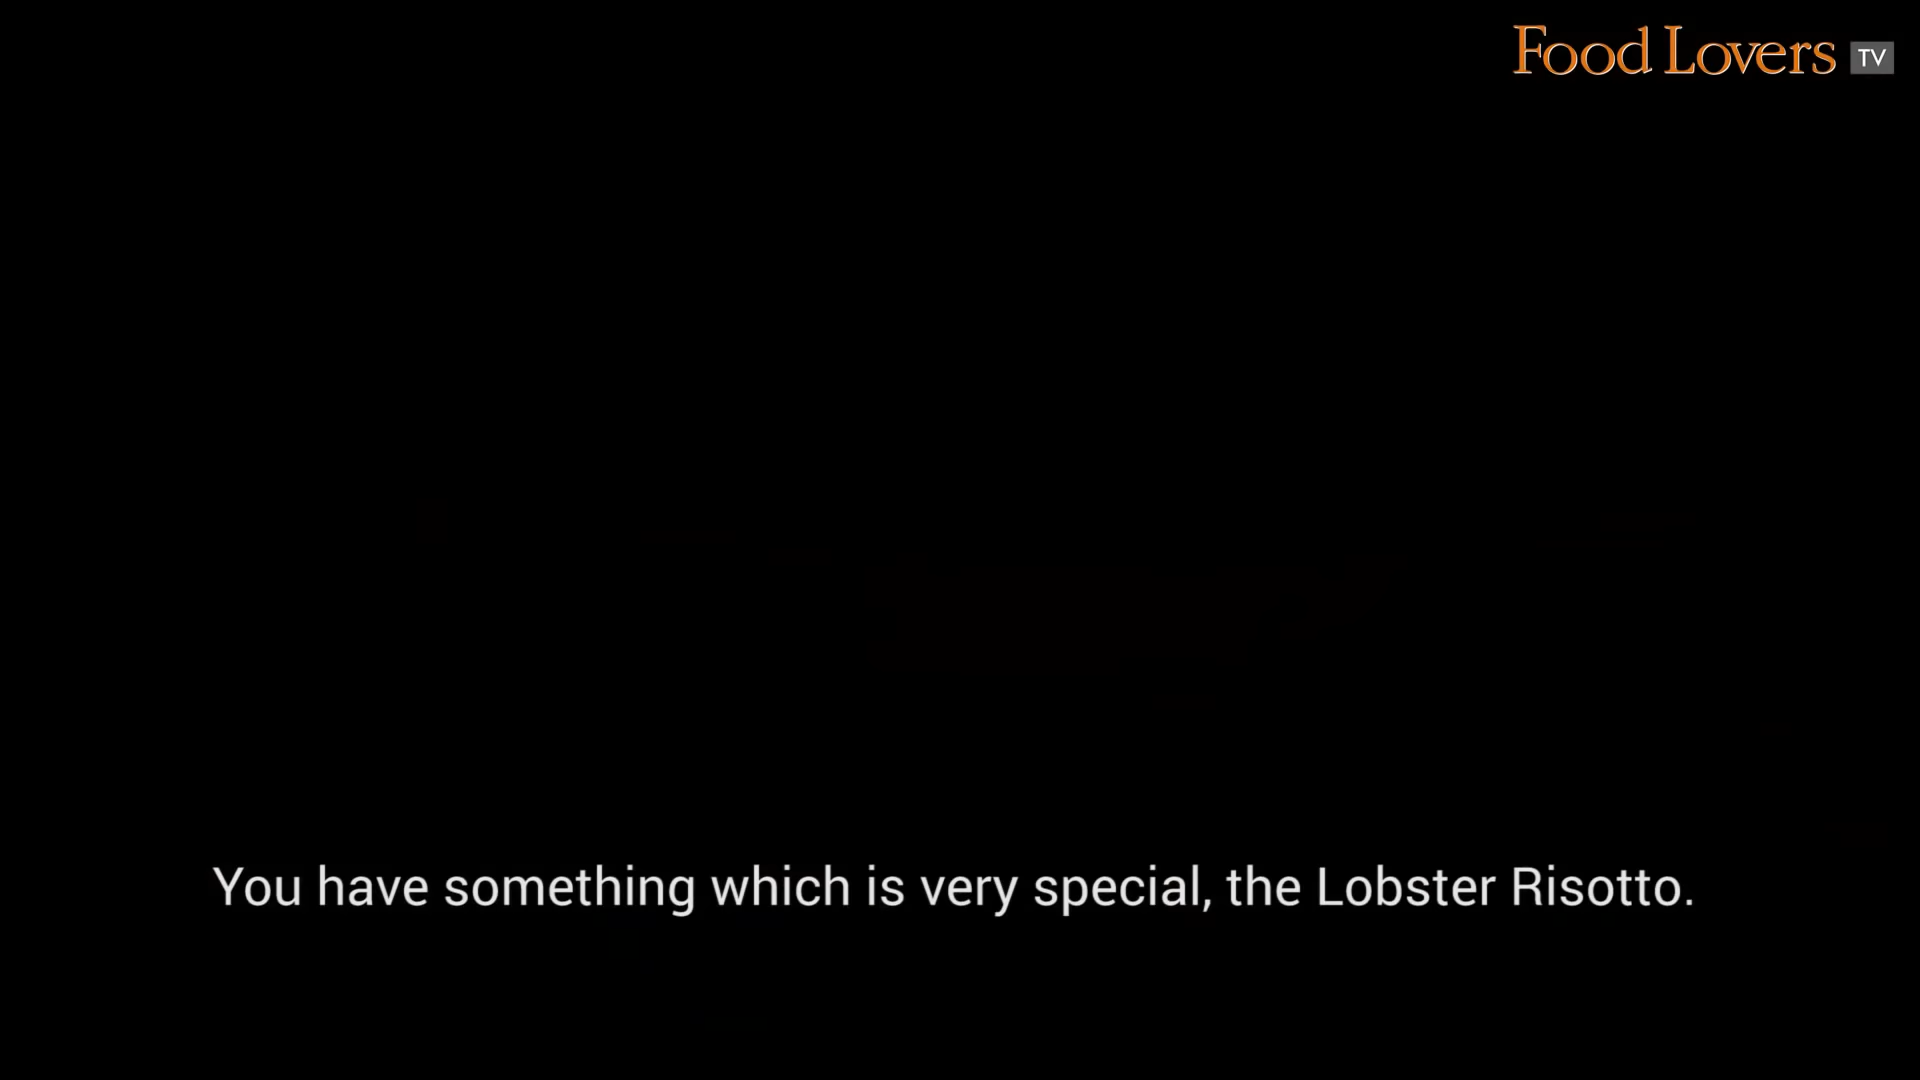 Food Lovers TV
You have something which is very special, the Lobster Risotto.